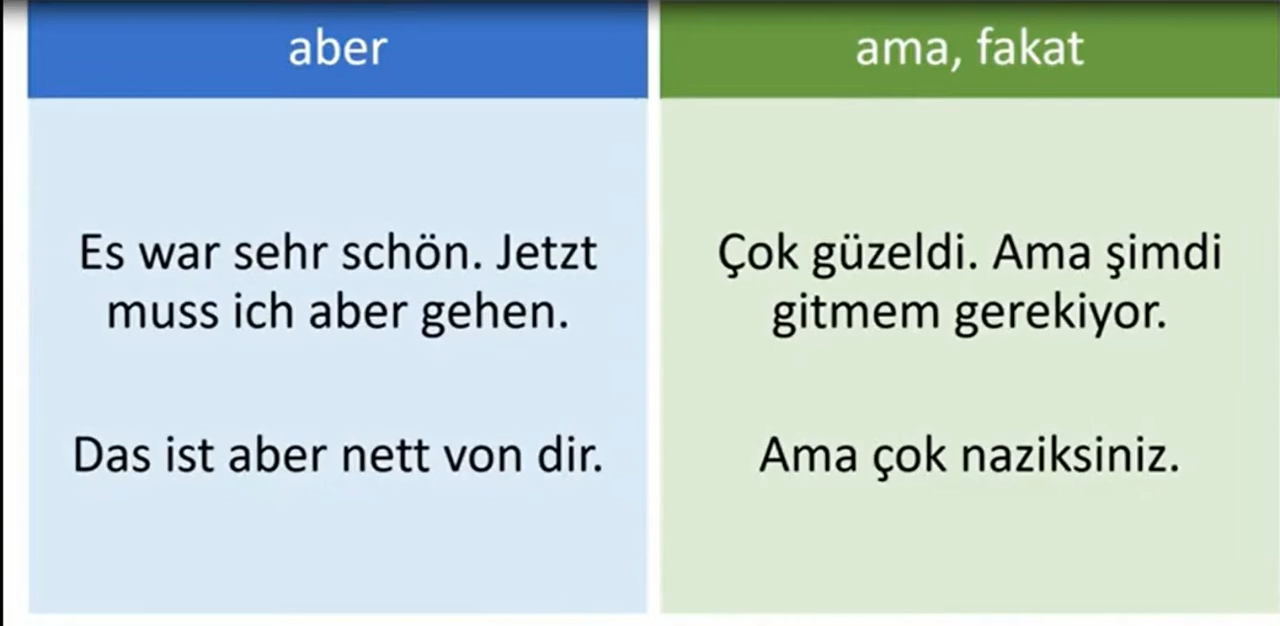 aber
Es war sehr schön. Jetzt
muss ich aber gehen.
Das ist aber nett von dir.
ama, fakat
Çok güzeldi. Ama şimdi
gitmem gerekiyor.
Ama çok naziksiniz.